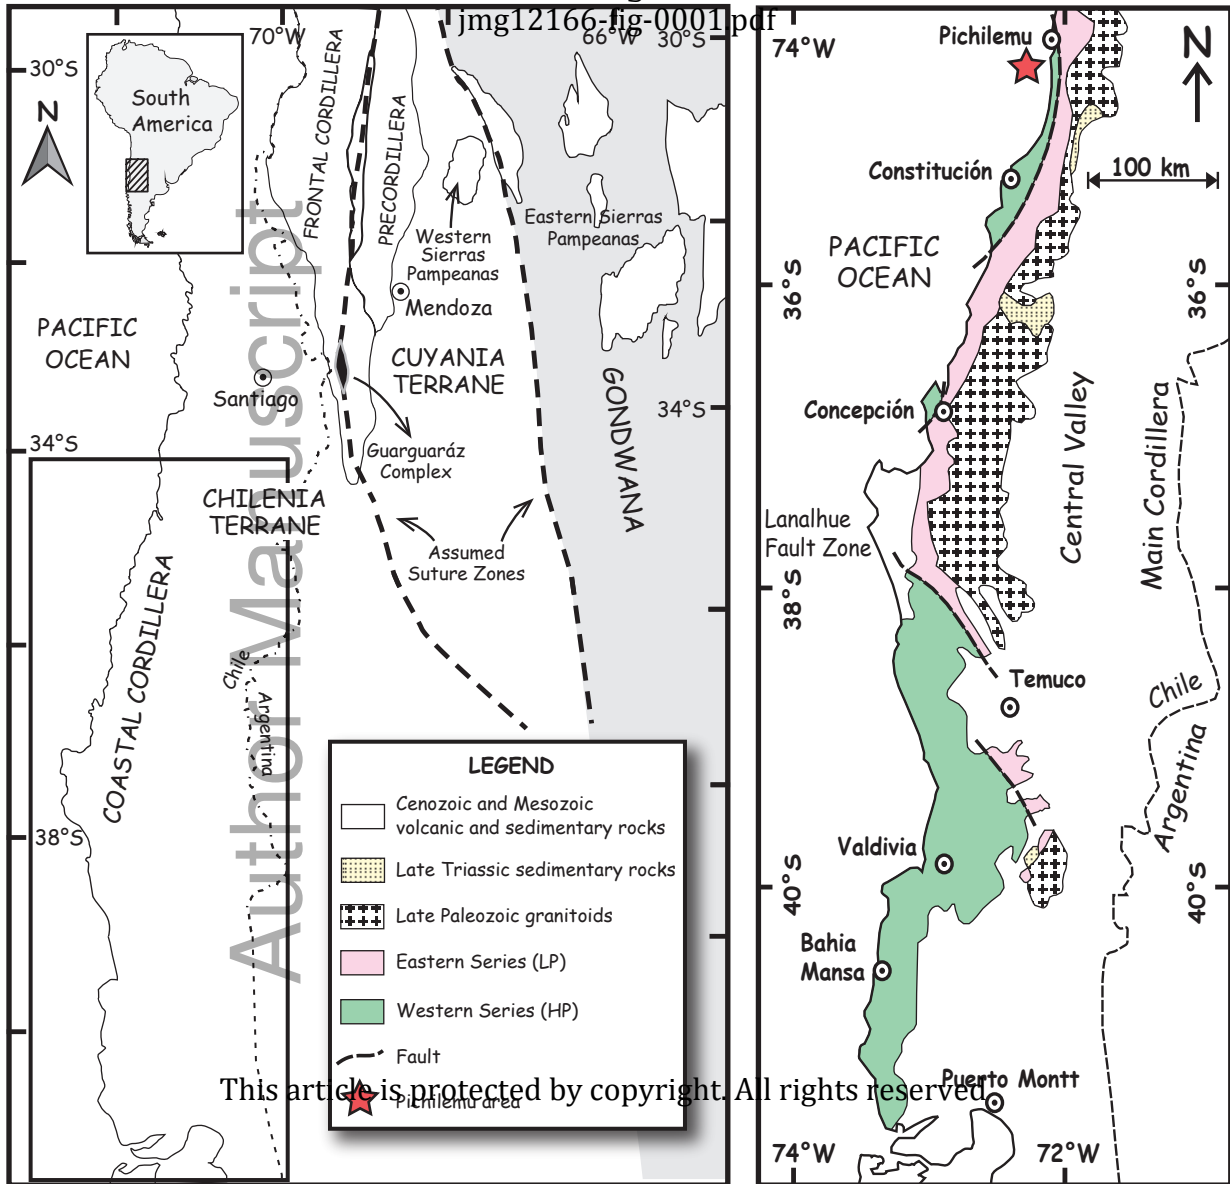 jmg12166-fig-0001.pdf
70°W
66°W
30°S
30°S
N
South
America
FRONTAL CORDILLERA
PRECORDILLERA
Western
Sierras
Pampeanas
Eastern Sierras
Pampeanas
Mendoza
PACIFIC
OCEAN
Santiago
CUYANIA
TERRANE
GONDWANA
34°S
34°S
Guarguaráz
Complex
CHILENIA
TERRANE
Assumed
Suture Zones
COASTAL CORDILLERA
Chile
Argentina
38°S
Author Manuscript
LEGEND
Cenozoic and Mesozoic
volcanic and sedimentary rocks
Late Triassic sedimentary rocks
Late Paleozoic granitoids
Eastern Series (LP)
Western Series (HP)
Fault
Pichilemu area
74°W
Pichilemu
N
Constitución
100 km
PACIFIC
OCEAN
36°S
36°S
Concepción
Central Valley
Main Cordillera
Lanalhue
Fault Zone
38°S
Temuco
Chile
Argentina
Valdivia
40°S
40°S
Bahia
Mansa
Puerto Montt
74°W
72°W
This article is protected by copyright. All rights reserved